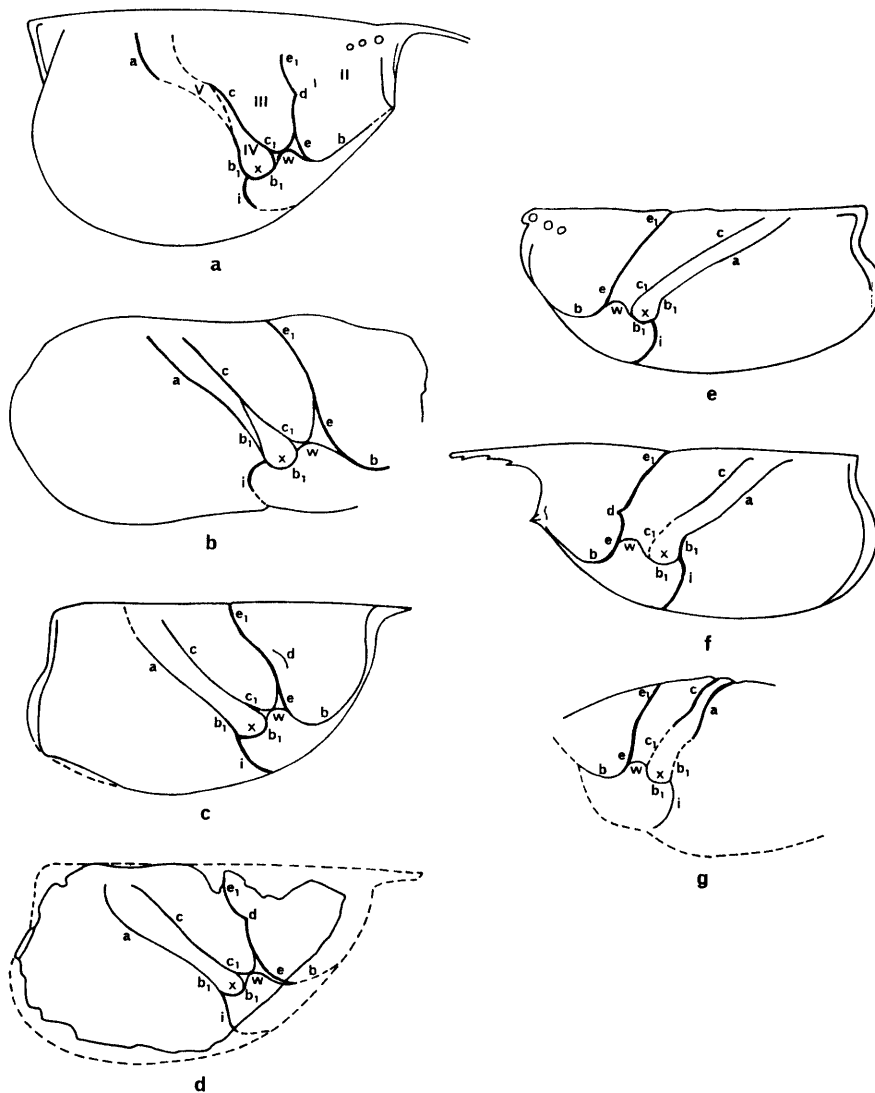 a e₁ I II
V c III d
IV c₁ w e b
b₁ x b₁
i
a
e₁
a c
b₁ c₁ w e
x b₁ b
i
b
e₁
a c d
c₁ e
b₁ x b₁ w b
i
c
e₁
a c d
c₁ w e b
b₁ x b₁
i
d
e₁ c
a
e c₁ b₁
b w x
b₁ i
e
e₁ c
d a
e c₁ b₁
b w x
b₁ i
f
e₁ c
a
e c₁
b w x b₁
b₁ i
g